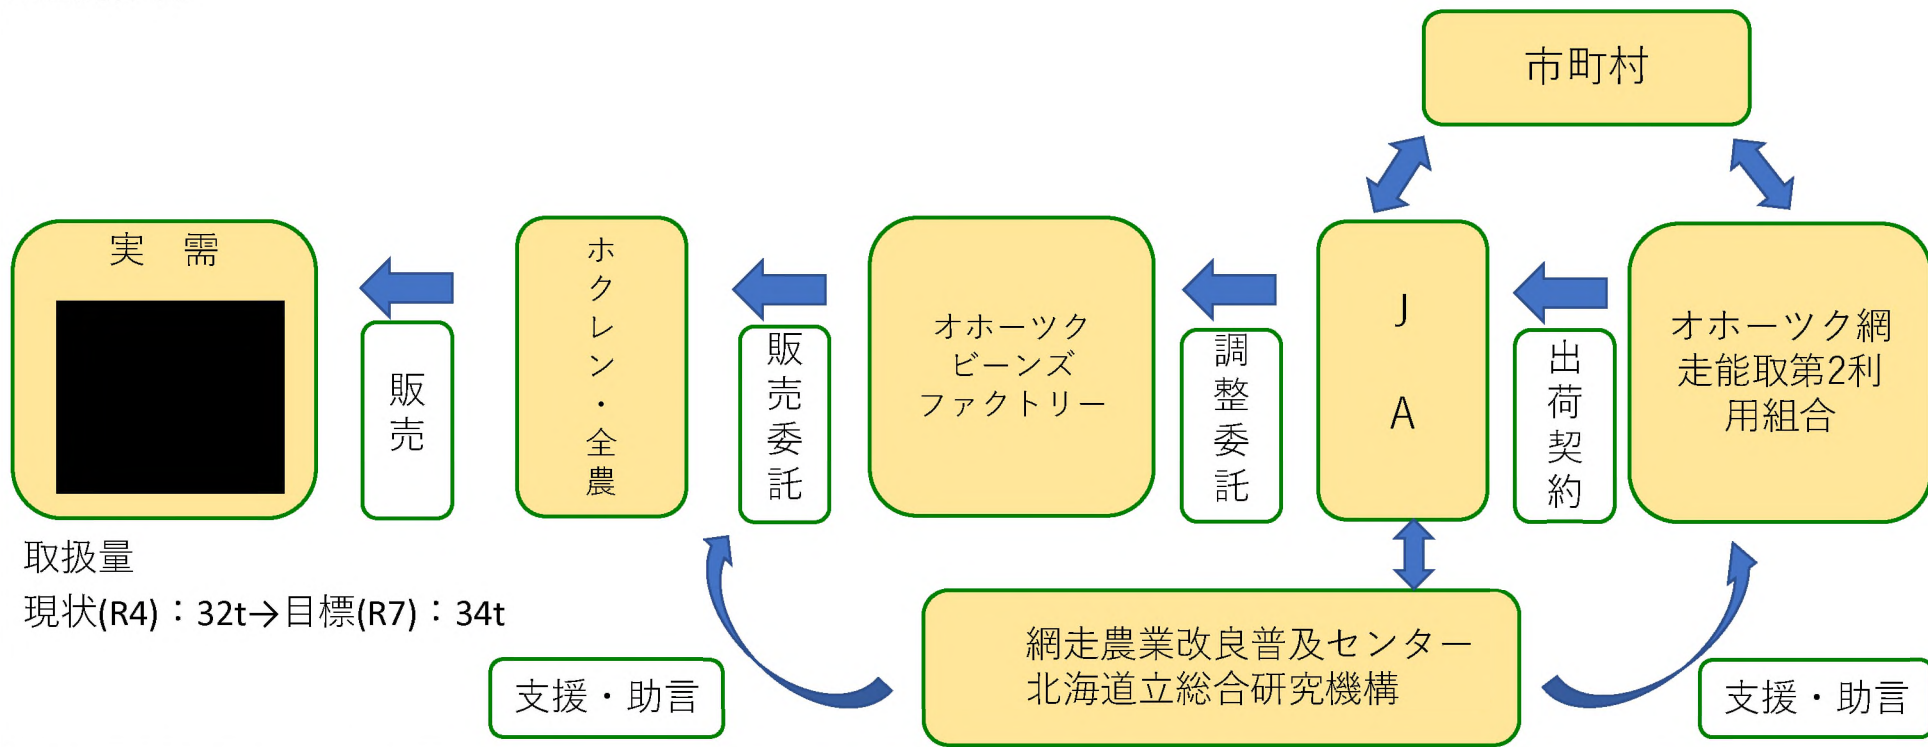 市町村
実　需
販売
ホクレン・全農
販売委託
オホーツク
ビーンズ
ファクトリー
調整委託
J A
出荷契約
オホーツク網
走能取第2利
用組合
取扱量
現状(R4)：32t→目標(R7)：34t
支援・助言
網走農業改良普及センター
北海道立総合研究機構
支援・助言